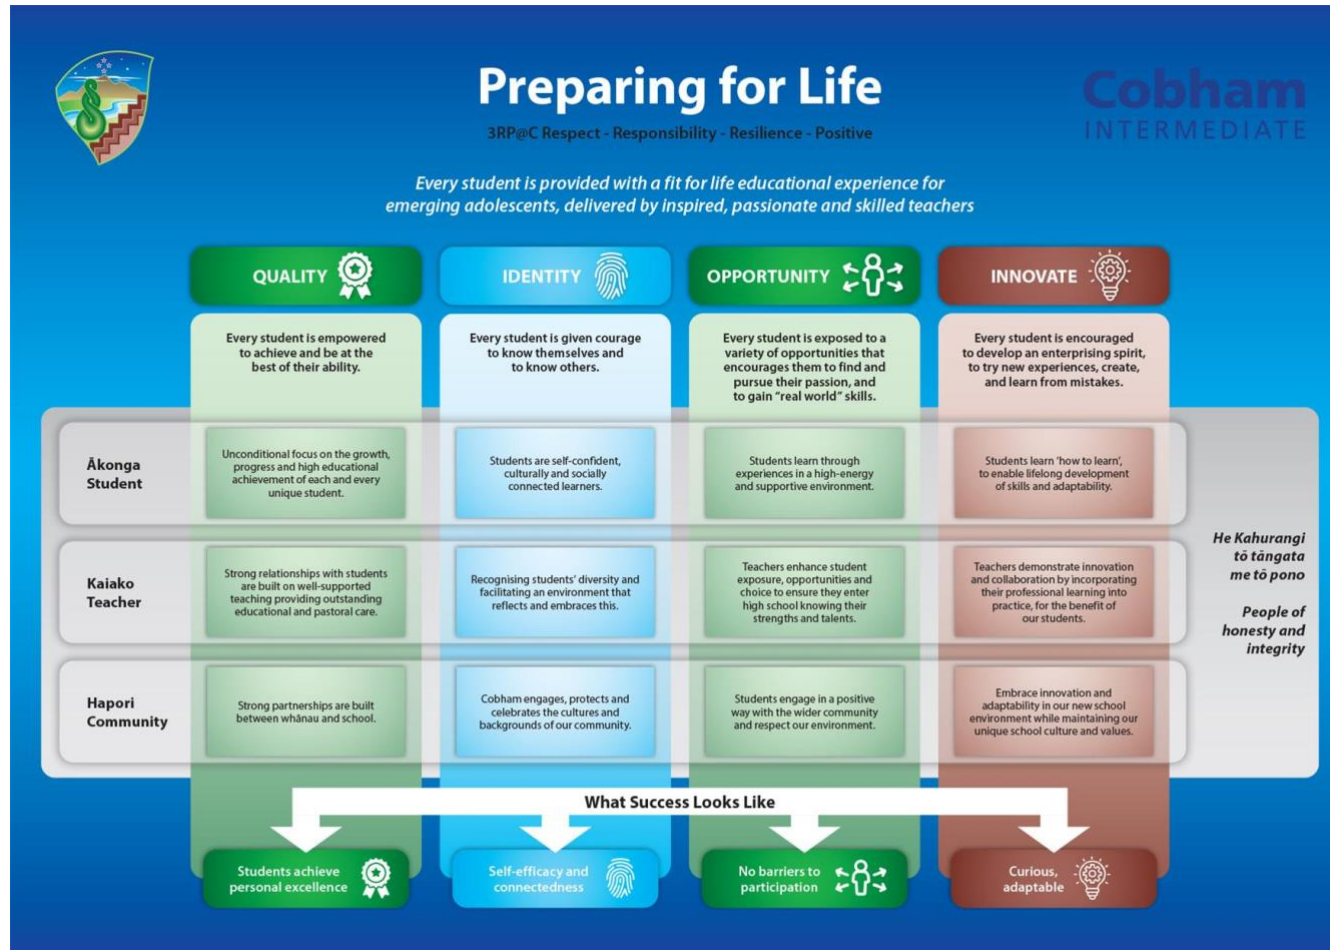 Preparing for Life
Cobham
INTERMEDIATE
3RP@C Respect - Responsibility - Resilience - Positive
Every student is provided with a fit for life educational experience for
emerging adolescents, delivered by inspired, passionate and skilled teachers
QUALITY
IDENTITY
OPPORTUNITY
INNOVATE
Every student is empowered
to achieve and be at the
best of their ability.
Every student is given courage
to know themselves and
to know others.
Every student is exposed to a
variety of opportunities that
encourages them to find and
pursue their passion, and
to gain "real world" skills.
Every student is encouraged
to develop an enterprising spirit,
to try new experiences, create,
and learn from mistakes.
Ākonga
Student
Unconditional focus on the growth,
progress and high educational
achievement of each and every
unique student.
Students are self-confident,
culturally and socially
connected learners.
Students learn through
experiences in a high-energy
and supportive environment.
Students learn 'how to learn',
to enable lifelong development
of skills and adaptability.
Kaiako
Teacher
Strong relationships with students
are built on well-supported
teaching providing outstanding
educational and pastoral care.
Recognising students' diversity and
facilitating an environment that
reflects and embraces this.
Teachers enhance student
exposure, opportunities and
choice to ensure they enter
high school knowing their
strengths and talents.
Teachers demonstrate innovation
and collaboration by incorporating
their professional learning into
practice, for the benefit of
our students.
Hapori
Community
Strong partnerships are built
between whānau and school.
Cobham engages, protects and
celebrates the cultures and
backgrounds of our community.
Students engage in a positive
way with the wider community
and respect our environment.
Embrace innovation and
adaptability in our new school
environment while maintaining our
unique school culture and values.
He Kahurangi
tō tāngata
me tō pono
People of
honesty and
integrity
What Success Looks Like
Students achieve
personal excellence
Self-efficacy and
connectedness
No barriers to
participation
Curious,
adaptable